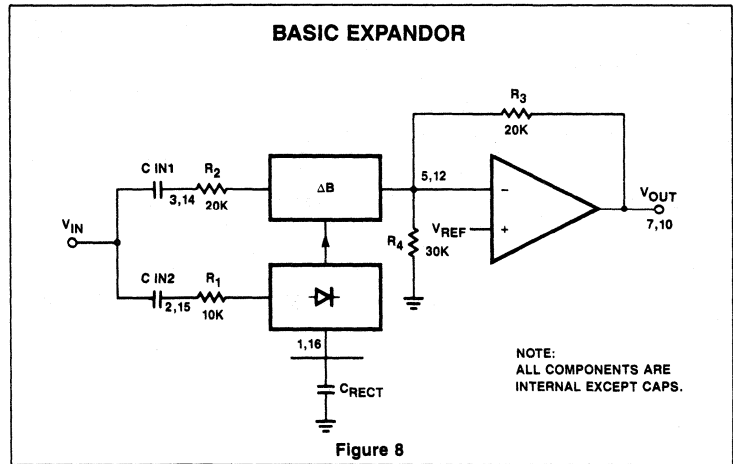 BASIC EXPANDOR
R3
20K
C IN1
R2
3,14
20K
ΔB
5,12
VIN
VREF
R4
30K
−
+
VOUT
7,10
C IN2
R1
2,15
10K
1,16
CRECT
NOTE:
ALL COMPONENTS ARE
INTERNAL EXCEPT CAPS.
Figure 8